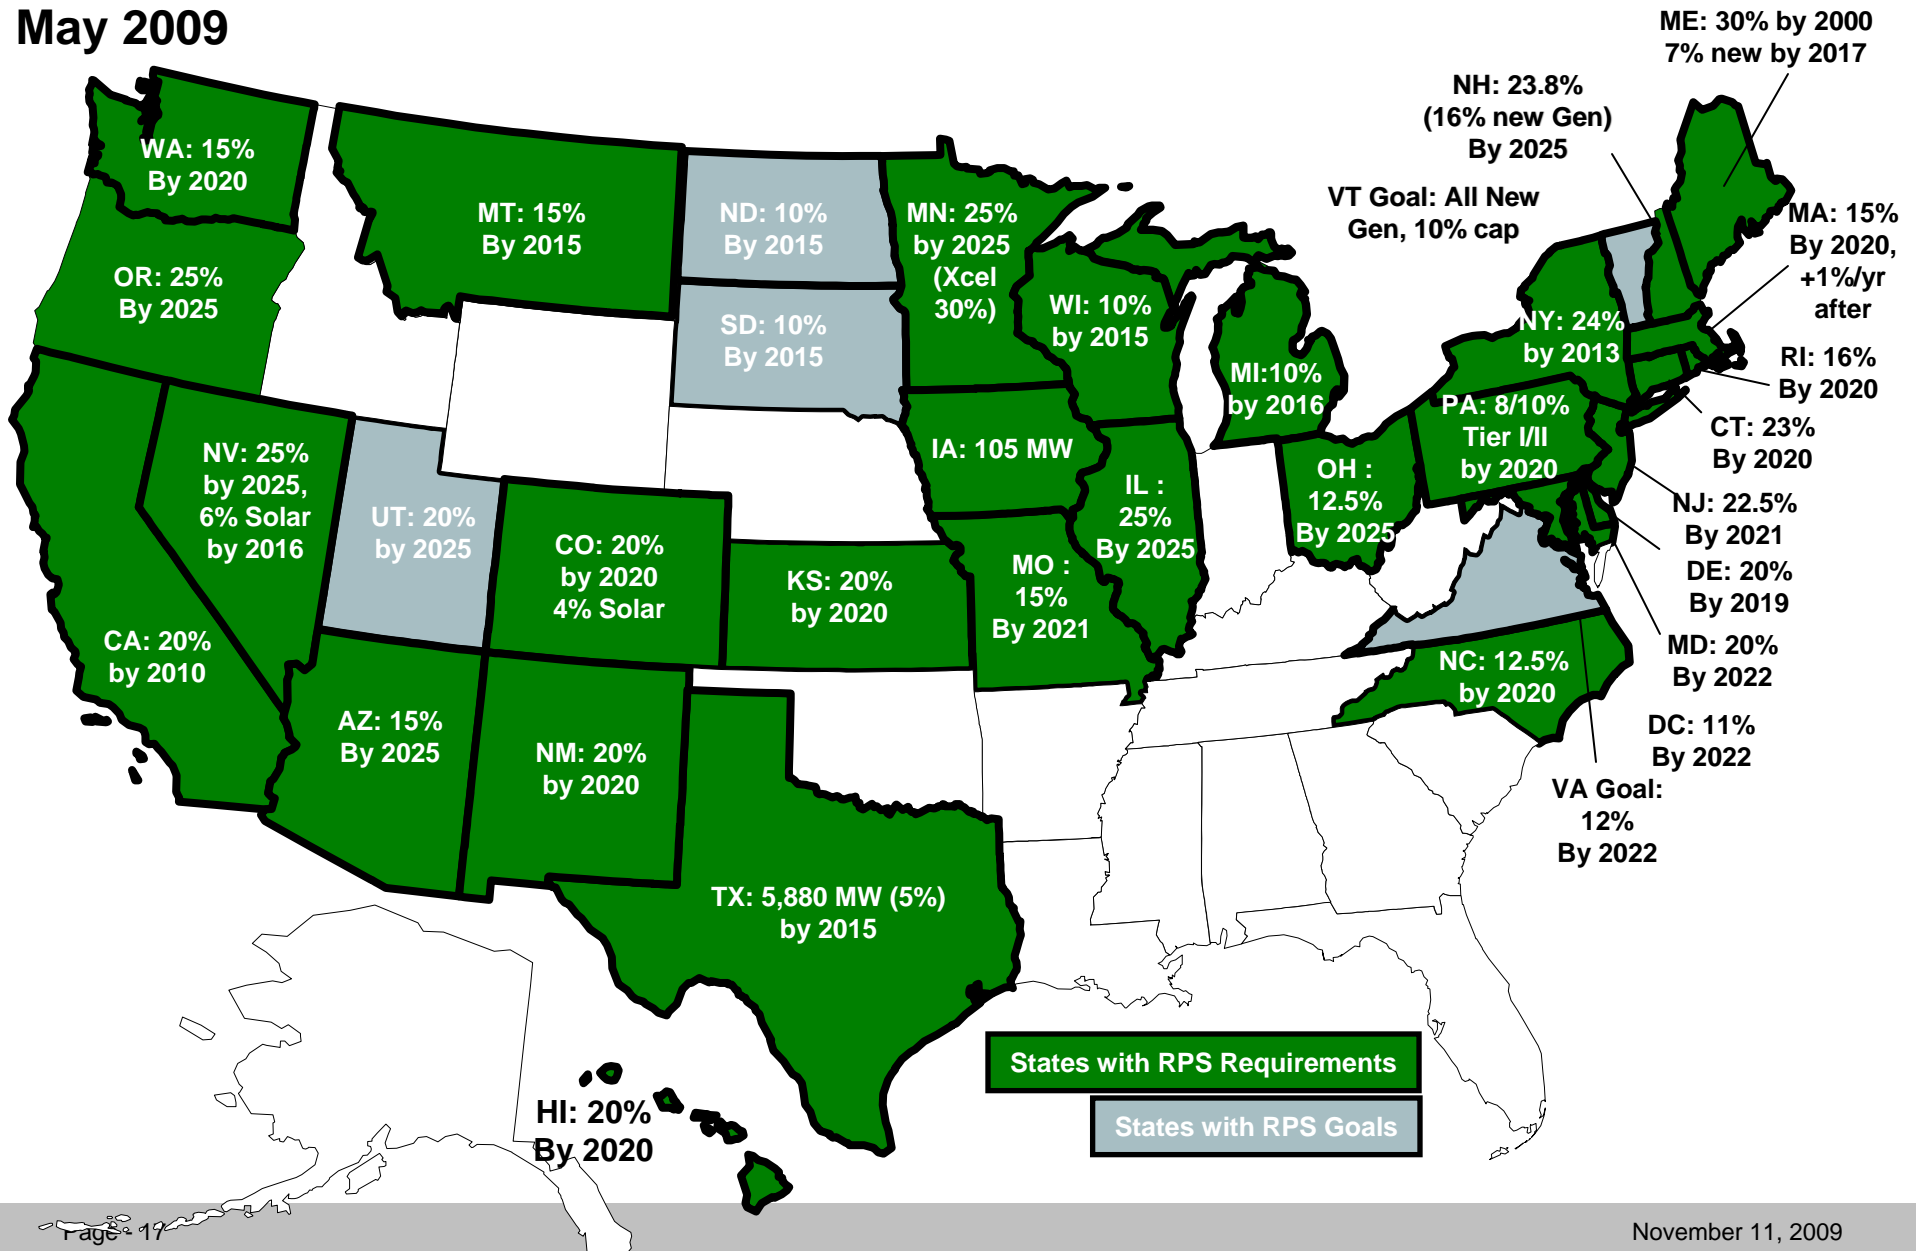 May 2009
ME: 30% by 2000
7% new by 2017
NH: 23.8%
(16% new Gen)
By 2025
VT Goal: All New
Gen, 10% cap
MA: 15%
By 2020,
+1%/yr
after
RI: 16%
By 2020
CT: 23%
By 2020
NJ: 22.5%
By 2021
DE: 20%
By 2019
MD: 20%
By 2022
DC: 11%
By 2022
VA Goal:
12%
By 2022
WA: 15%
By 2020
OR: 25%
By 2025
MT: 15%
By 2015
ND: 10%
By 2015
SD: 10%
By 2015
MN: 25%
by 2025
(Xcel
30%)
WI: 10%
by 2015
MI:10%
by 2016
NY: 24%
by 2013
PA: 8/10%
Tier I/II
by 2020
OH :
12.5%
By 2025
IL :
25%
By 2025
IA: 105 MW
MO :
15%
By 2021
KS: 20%
by 2020
CO: 20%
by 2020
4% Solar
UT: 20%
by 2025
NV: 25%
by 2025,
6% Solar
by 2016
CA: 20%
by 2010
AZ: 15%
By 2025
NM: 20%
by 2020
TX: 5,880 MW (5%)
by 2015
NC: 12.5%
by 2020
HI: 20%
By 2020
States with RPS Requirements
States with RPS Goals
Page - 17
November 11, 2009